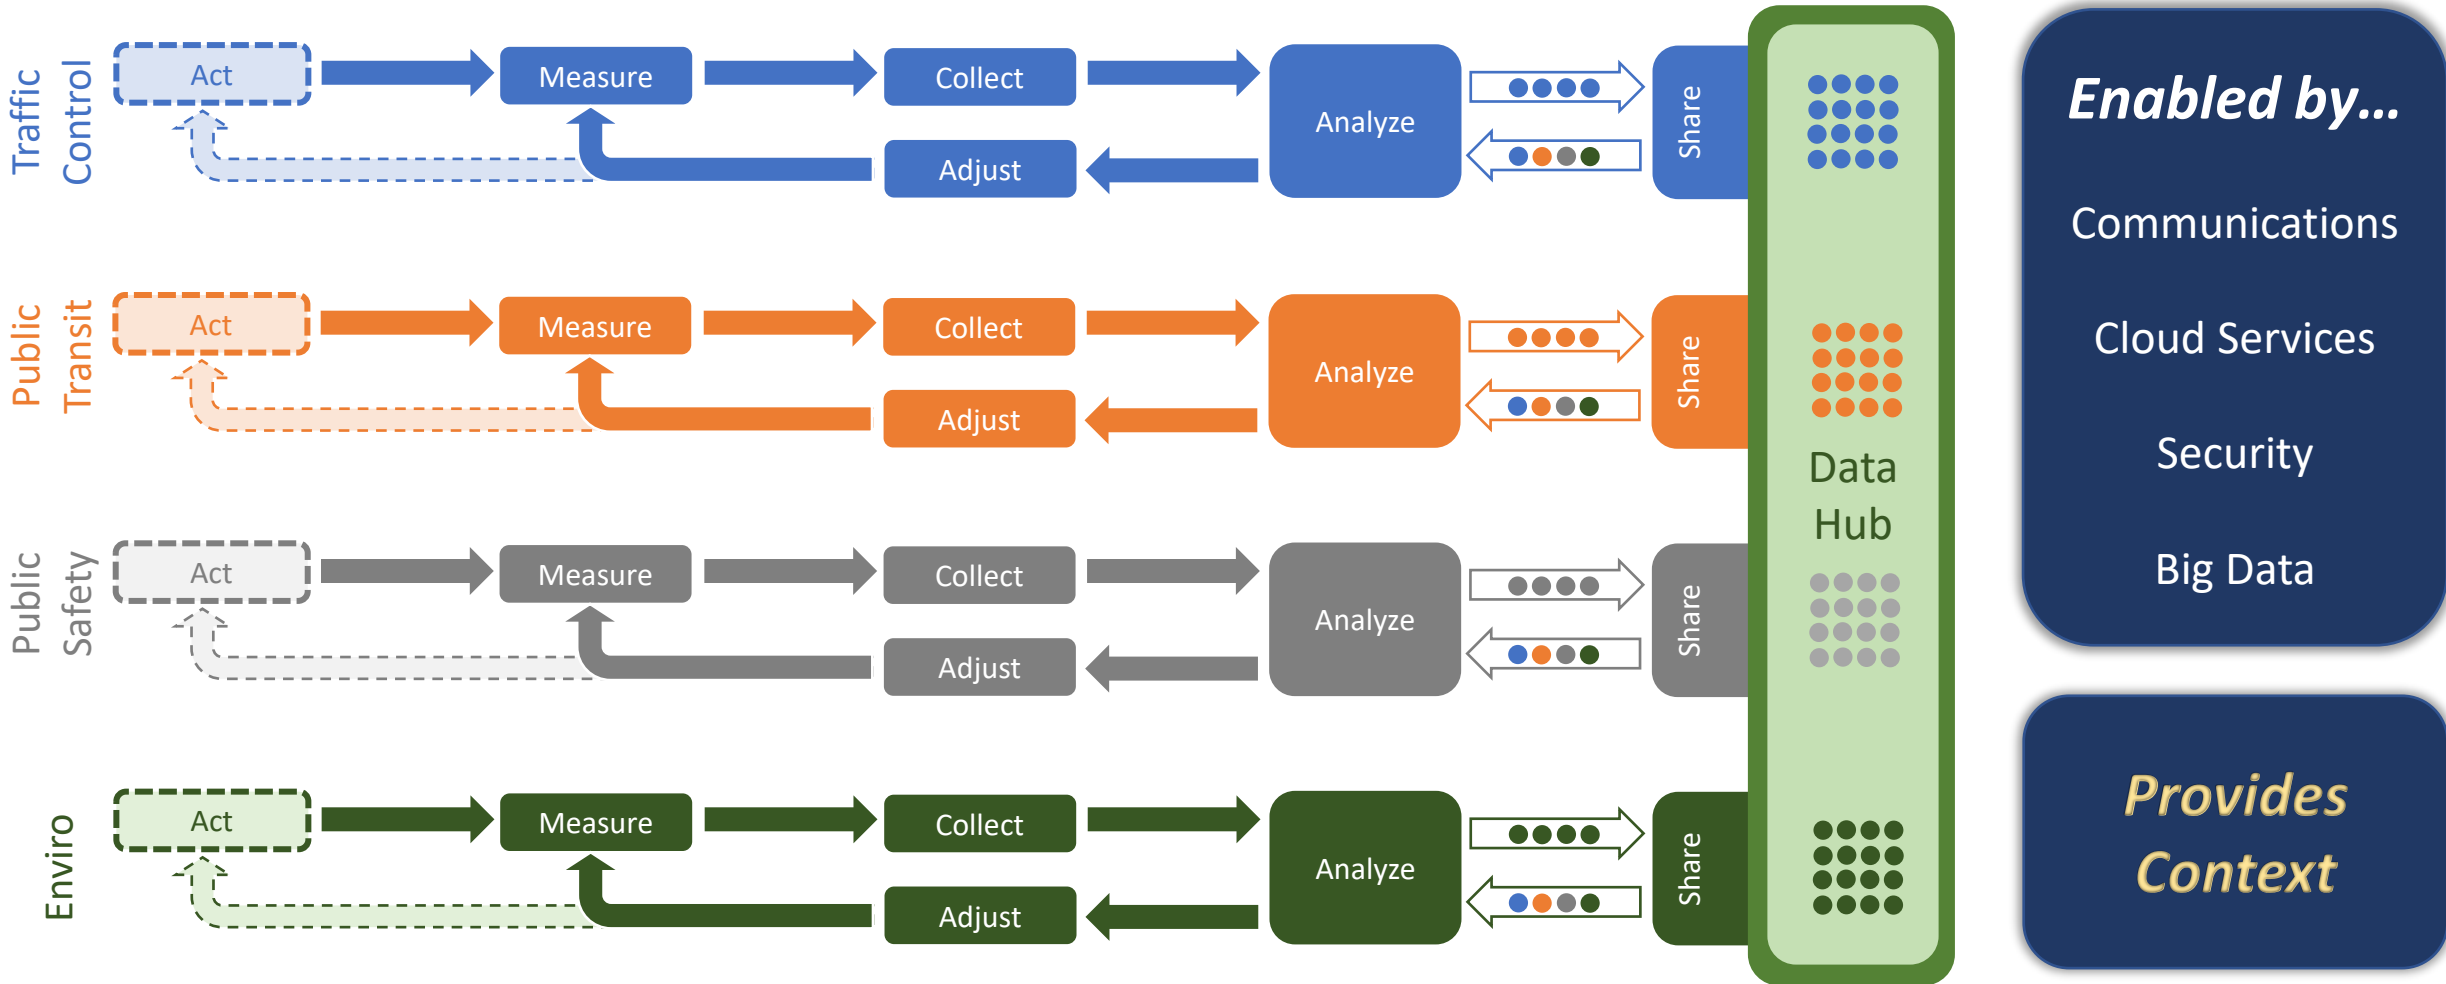 Traffic
Control
Act
Measure
Collect
Adjust
Analyze
Share
Public
Transit
Act
Measure
Collect
Adjust
Analyze
Share
Public
Safety
Act
Measure
Collect
Adjust
Analyze
Share
Enviro
Act
Measure
Collect
Adjust
Analyze
Share
Data
Hub
Enabled by...
Communications
Cloud Services
Security
Big Data
Provides
Context